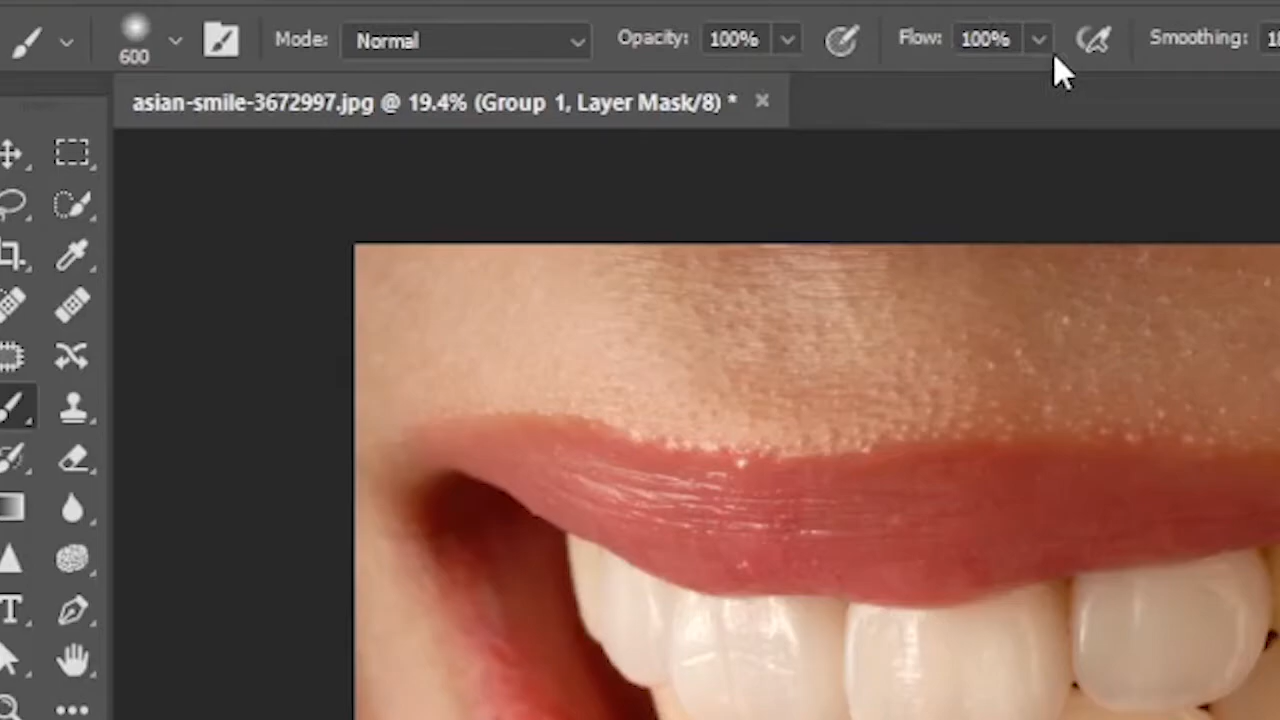 Mode: Normal Opacity: 100% Flow: 100% Smoothing:
600
asian-smile-3672997.jpg @ 19.4% (Group 1, Layer Mask/8) * ×
T